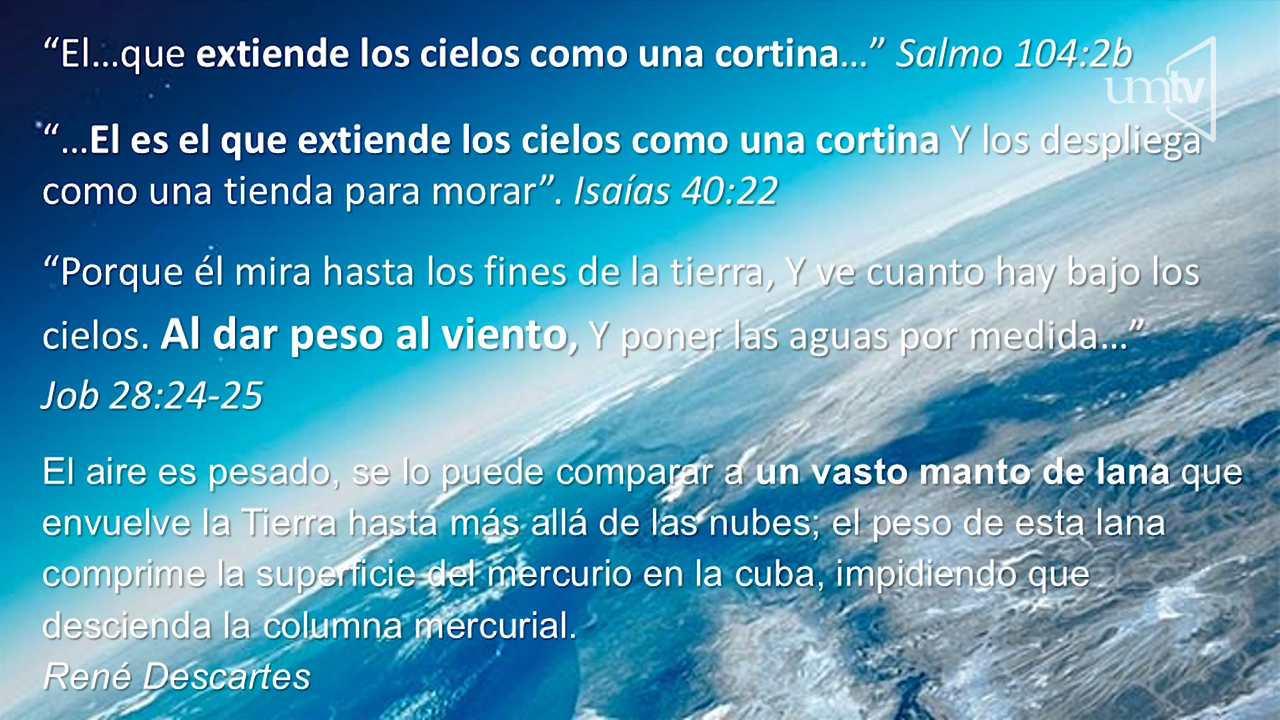 “El...que extiende los cielos como una cortina...” Salmo 104:2b
umtv
“...El es el que extiende los cielos como una cortina Y los despliega
como una tienda para morar”. Isaías 40:22
“Porque él mira hasta los fines de la tierra, Y ve cuanto hay bajo los
cielos. Al dar peso al viento, Y poner las aguas por medida...”
Job 28:24-25
El aire es pesado, se lo puede comparar a un vasto manto de lana que
envuelve la Tierra hasta más allá de las nubes; el peso de esta lana
comprime la superficie del mercurio en la cuba, impidiendo que
descienda la columna mercurial.
René Descartes